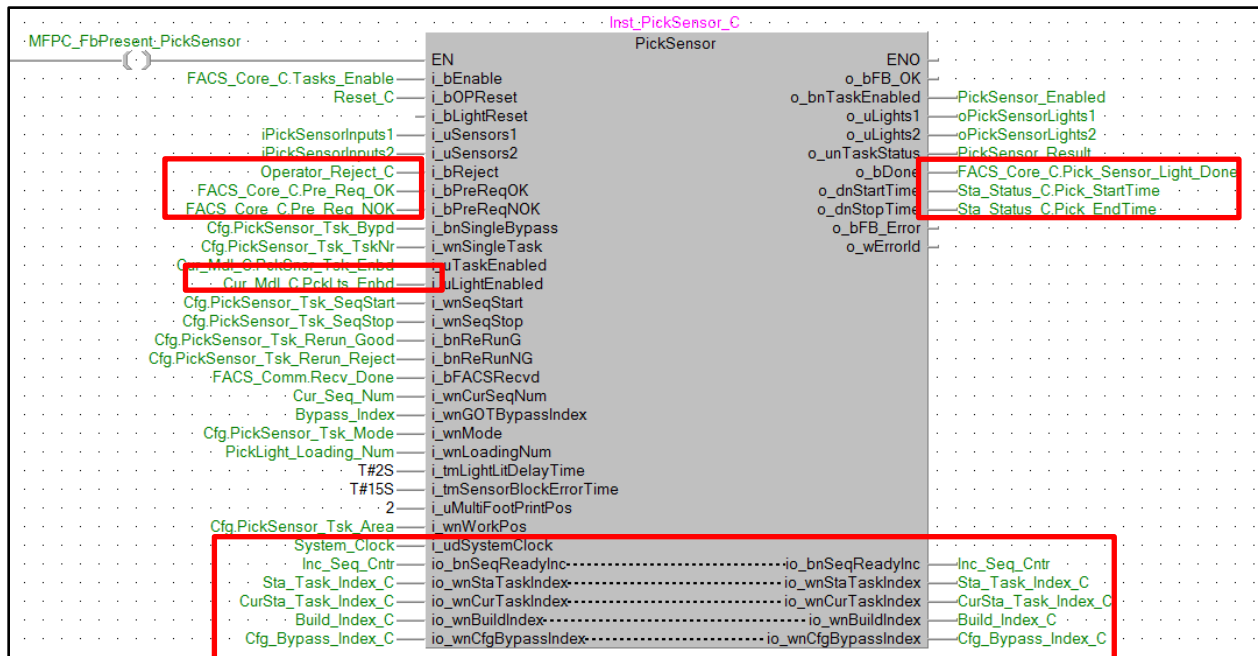 Inst_PickSensor_C
MFPC_FbPresent_PickSensor PickSensor
EN ENO
FACS_Core_C.Tasks_Enable i_bEnable o_bFB_OK
Reset_C i_bOPReset o_bnTaskEnabled PickSensor_Enabled
i_bLightReset o_uLights1 oPickSensorLights1
iPickSensorInputs1 i_uSensors1 o_uLights2 oPickSensorLights2
iPickSensorInputs2 i_uSensors2 o_unTaskStatus PickSensor_Result
Operator_Reject_C i_bReject o_bDone FACS_Core_C.Pick_Sensor_Light_Done
FACS_Core_C.Pre_Req_OK i_bPreReqOK o_dnStartTime Sta_Status_C.Pick_StartTime
FACS_Core_C.Pre_Req_NOK i_bPreReqNOK o_dnStopTime Sta_Status_C.Pick_EndTime
Cfg.PickSensor_Tsk_Bypd i_bnSingleBypass o_bFB_Error
Cfg.PickSensor_Tsk_TskNr i_wnSingleTask o_wErrorId
Cur_Mdl_C.PckSnsr_Tsk_Enbd i_uTaskEnabled
Cur_Mdl_C.PckLts_Enbd i_uLightEnabled
Cfg.PickSensor_Tsk_SeqStart i_wnSeqStart
Cfg.PickSensor_Tsk_SeqStop i_wnSeqStop
Cfg.PickSensor_Tsk_Rerun_Good i_bnReRunG
Cfg.PickSensor_Tsk_Rerun_Reject i_bnReRunNG
FACS_Comm.Recv_Done i_bFACSRecvd
Cur_Seq_Num i_wnCurSeqNum
Bypass_Index i_wnGOTBypassIndex
Cfg.PickSensor_Tsk_Mode i_wnMode
PickLight_Loading_Num i_wnLoadingNum
T#2S i_tmLightLitDelayTime
T#15S i_tmSensorBlockErrorTime
2 i_uMultiFootPrintPos
Cfg.PickSensor_Tsk_Area i_wnWorkPos
System_Clock i_udSystemClock
Inc_Seq_Cntr io_bnSeqReadyInc io_bnSeqReadyInc Inc_Seq_Cntr
Sta_Task_Index_C io_wnStaTaskIndex io_wnStaTaskIndex Sta_Task_Index_C
CurSta_Task_Index_C io_wnCurTaskIndex io_wnCurTaskIndex CurSta_Task_Index_C
Build_Index_C io_wnBuildIndex io_wnBuildIndex Build_Index_C
Cfg_Bypass_Index_C io_wnCfgBypassIndex io_wnCfgBypassIndex Cfg_Bypass_Index_C